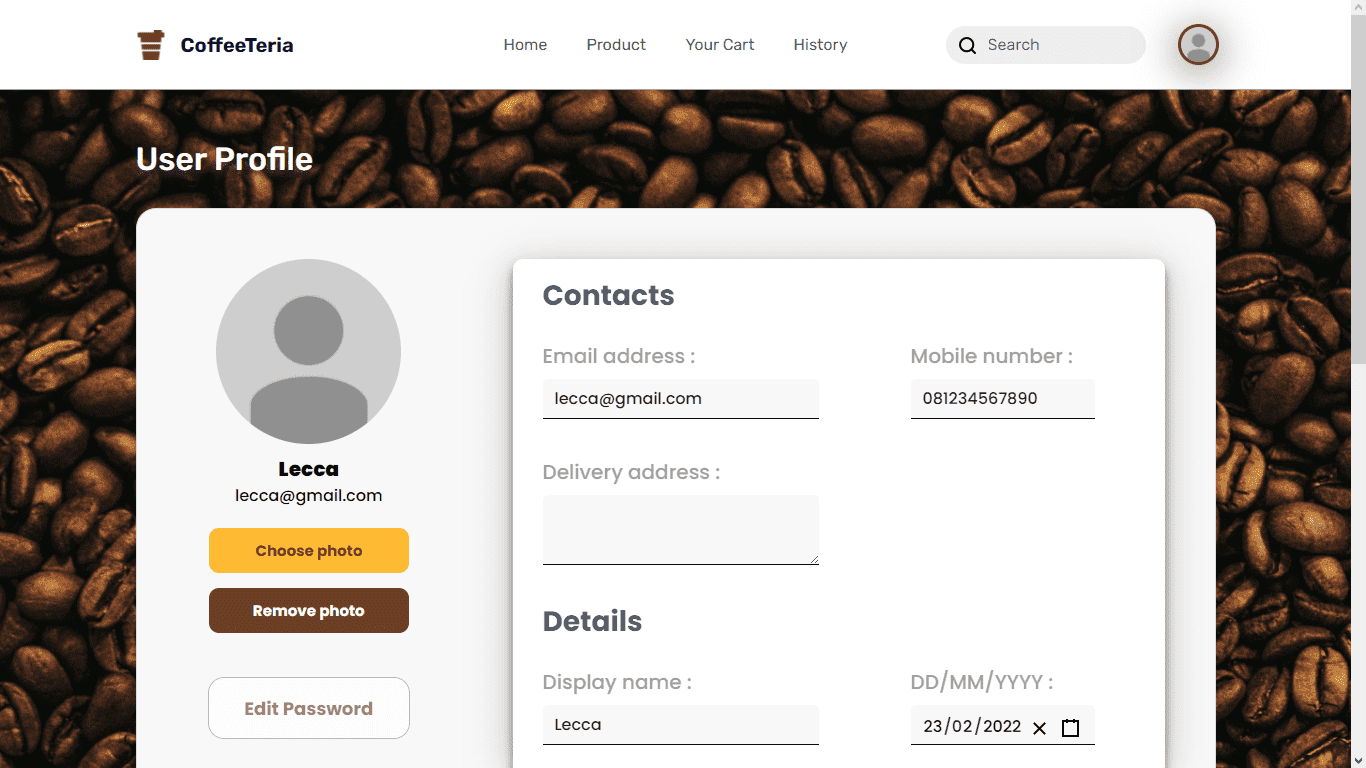 CoffeeTeria
Home Product Your Cart History
Search
User Profile
Lecca
lecca@gmail.com
Choose photo
Remove photo
Edit Password
Contacts
Email address : Mobile number :
lecca@gmail.com 081234567890
Delivery address :
Details
Display name : DD/MM/YYYY :
Lecca 23/02/2022